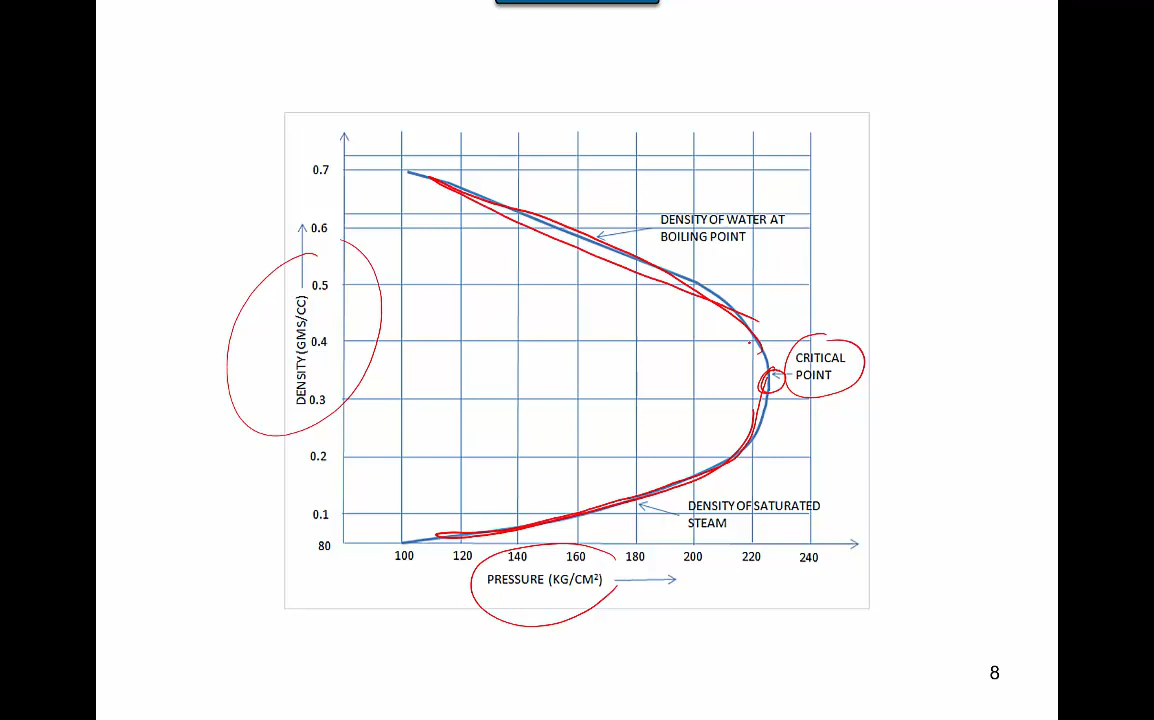 0.7
0.6
0.5
0.4
0.3
0.2
0.1
80
DENSITY (GMS/CC)
DENSITY OF WATER AT
BOILING POINT
CRITICAL
POINT
DENSITY OF SATURATED
STEAM
100 120 140 160 180 200 220 240
PRESSURE (KG/CM²)
8